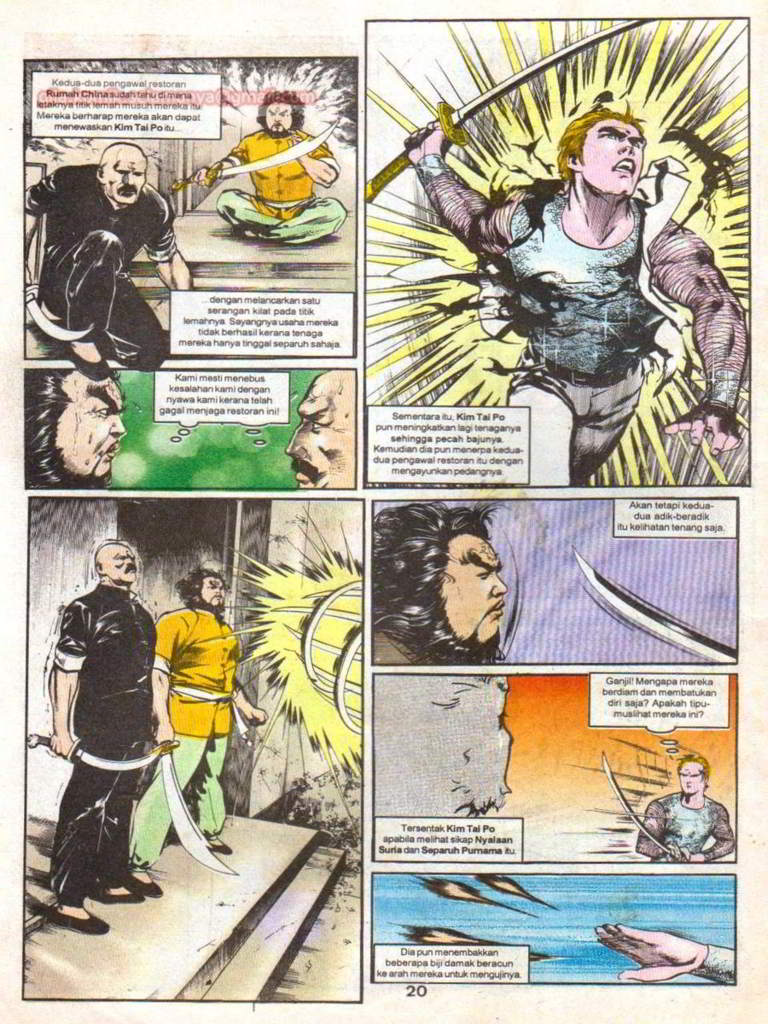 Kedua-dua pengawal restoran
Rumah China sudah tahu di mana
letaknya titik lemah musuh mereka itu
Mereka berharap mereka akan dapat
menewaskan Kim Tai Po itu...
...dengan melancarkan satu
serangan kilat pada titik
lemahnya. Sayangnya usaha mereka
tidak berhasil kerana tenaga
mereka hanya tinggal separuh sahaja.
Sementara itu, Kim Tai Po
pun meningkatkan lagi tenaganya
sehingga pecah bajunya.
Kemudian dia pun menerpa kedua-
dua pengawal restoran itu dengan
mengayunkan pedangnya.
Kami mesti menebus
kesalahan kami dengan
nyawa kami kerana telah
gagal menjaga restoran ini!
Akan tetapi kedua-
dua adik-beradik
itu kelihatan tenang saja.
Ganjil! Mengapa mereka
berdiam dan membatukan
diri saja? Apakah tipu-
muslihat mereka ini?
Tersentak Kim Tai Po
apabila melihat sikap Nyalaan
Suria dan Separuh Purnama itu.
Dia pun menembakkan
beberapa biji damak beracun
ke arah mereka untuk mengujinya.
20